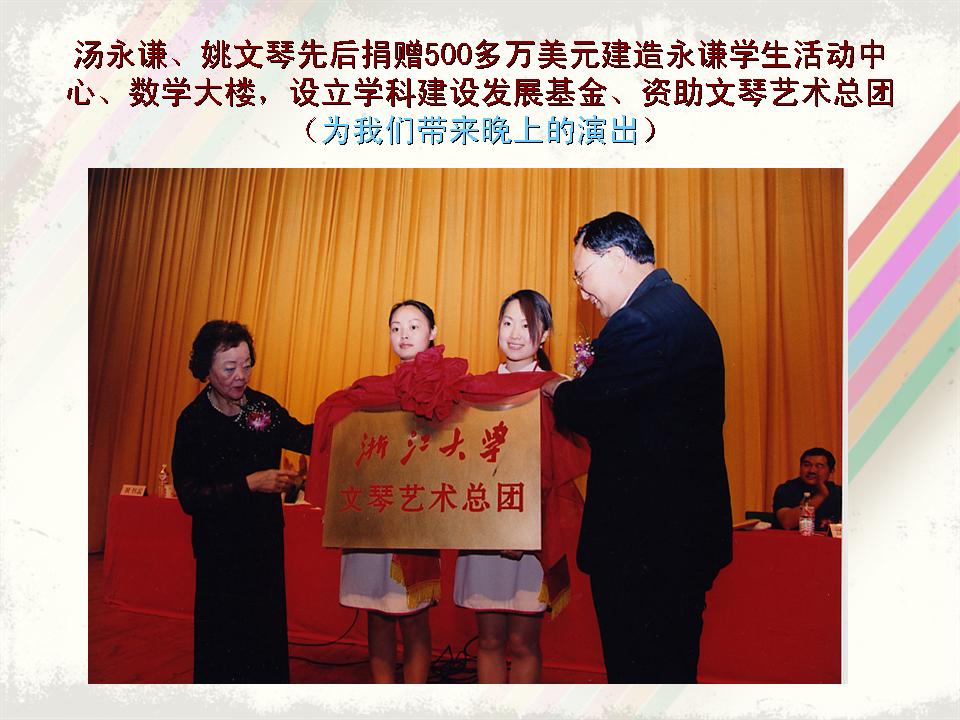 汤永谦、姚文琴先后捐赠500多万美元建造永谦学生活动中
心、数学大楼，设立学科建设发展基金、资助文琴艺术总团
（为我们带来晚上的演出）
浙江大学
文琴艺术总团